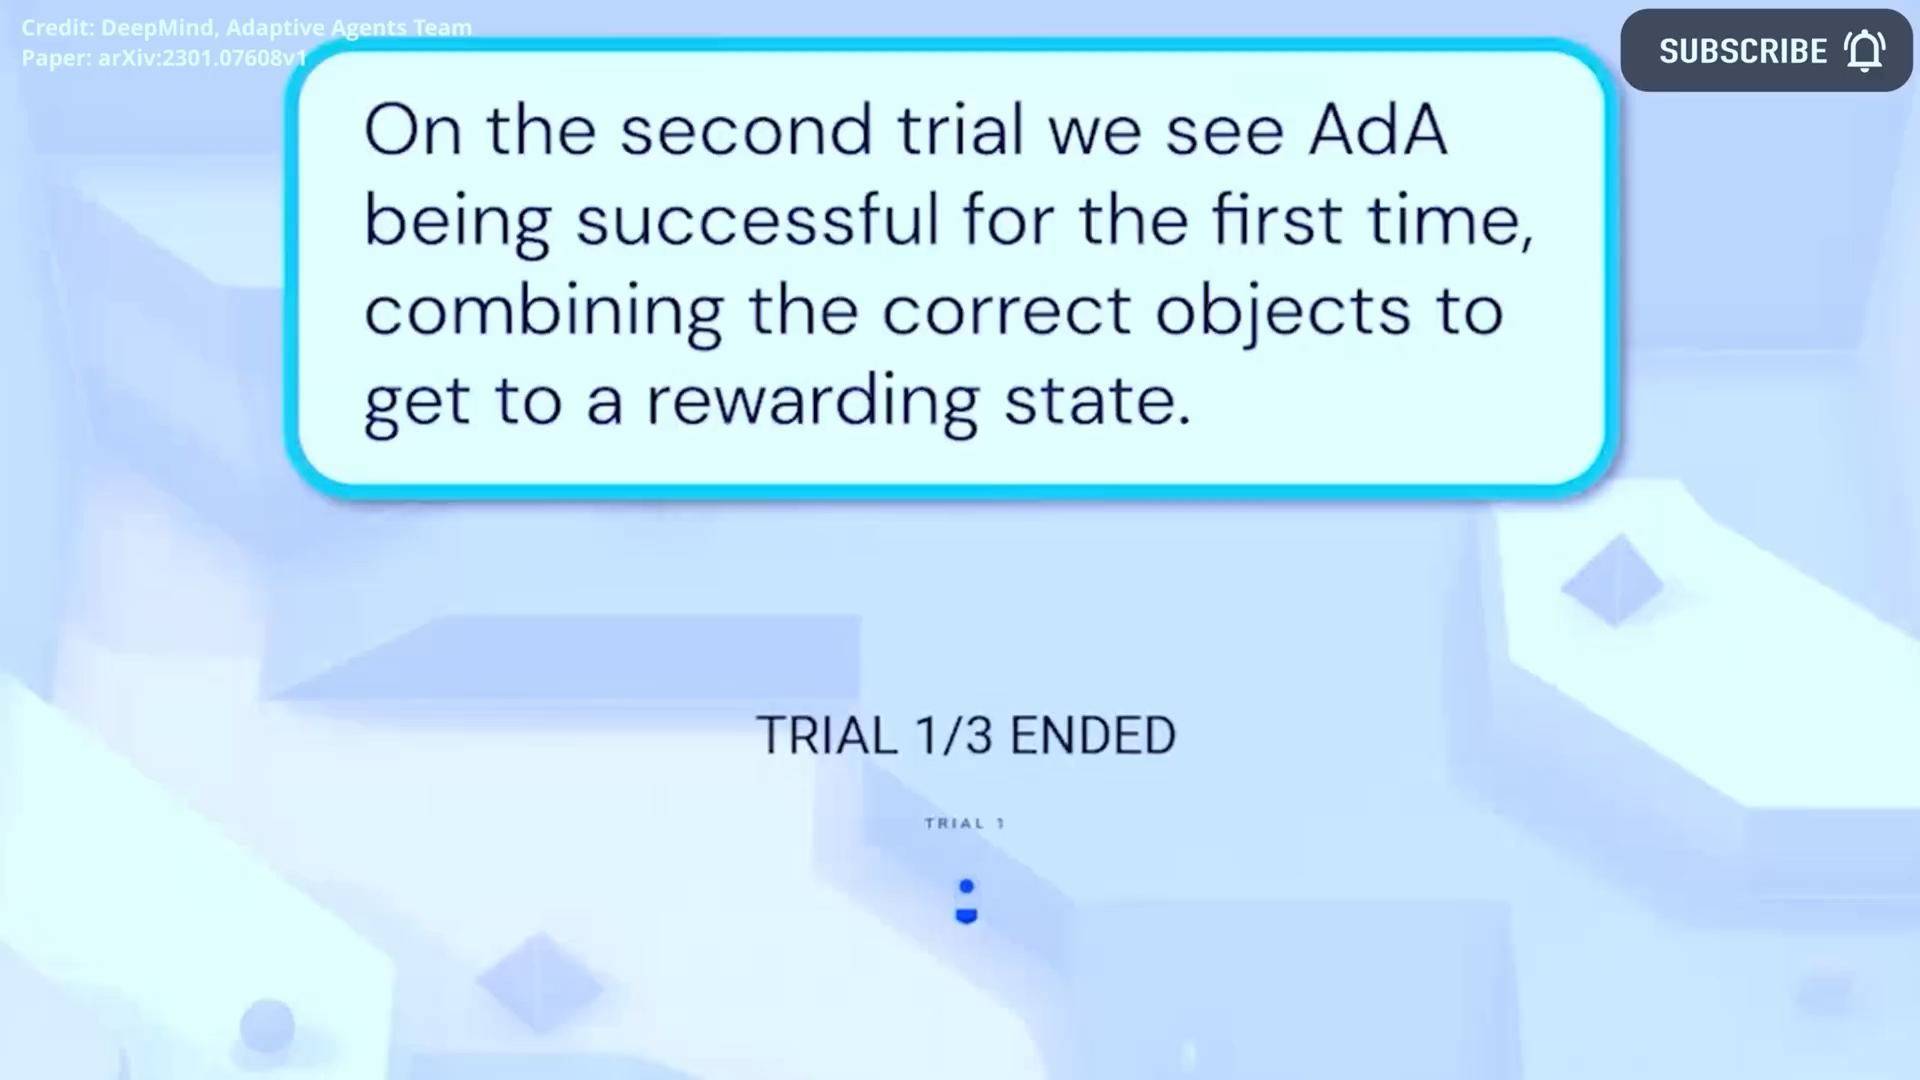 Credit: DeepMind, Adaptive Agents Team
Paper: arXiv:2301.07608v1
SUBSCRIBE
On the second trial we see AdA
being successful for the first time,
combining the correct objects to
get to a rewarding state.
TRIAL 1/3 ENDED
TRIAL 1